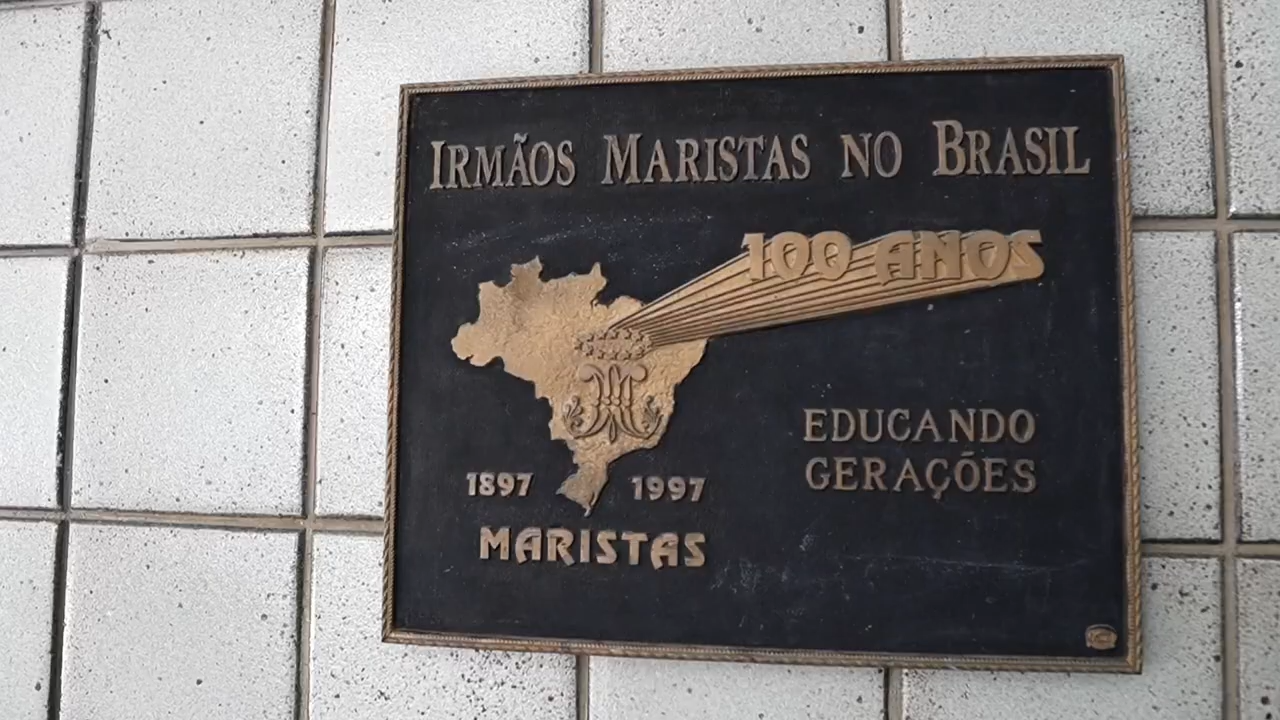 IRMÃOS MARISTAS NO BRASIL
100 ANOS
EDUCANDO
GERAÇÕES
1897 1997
MARISTAS